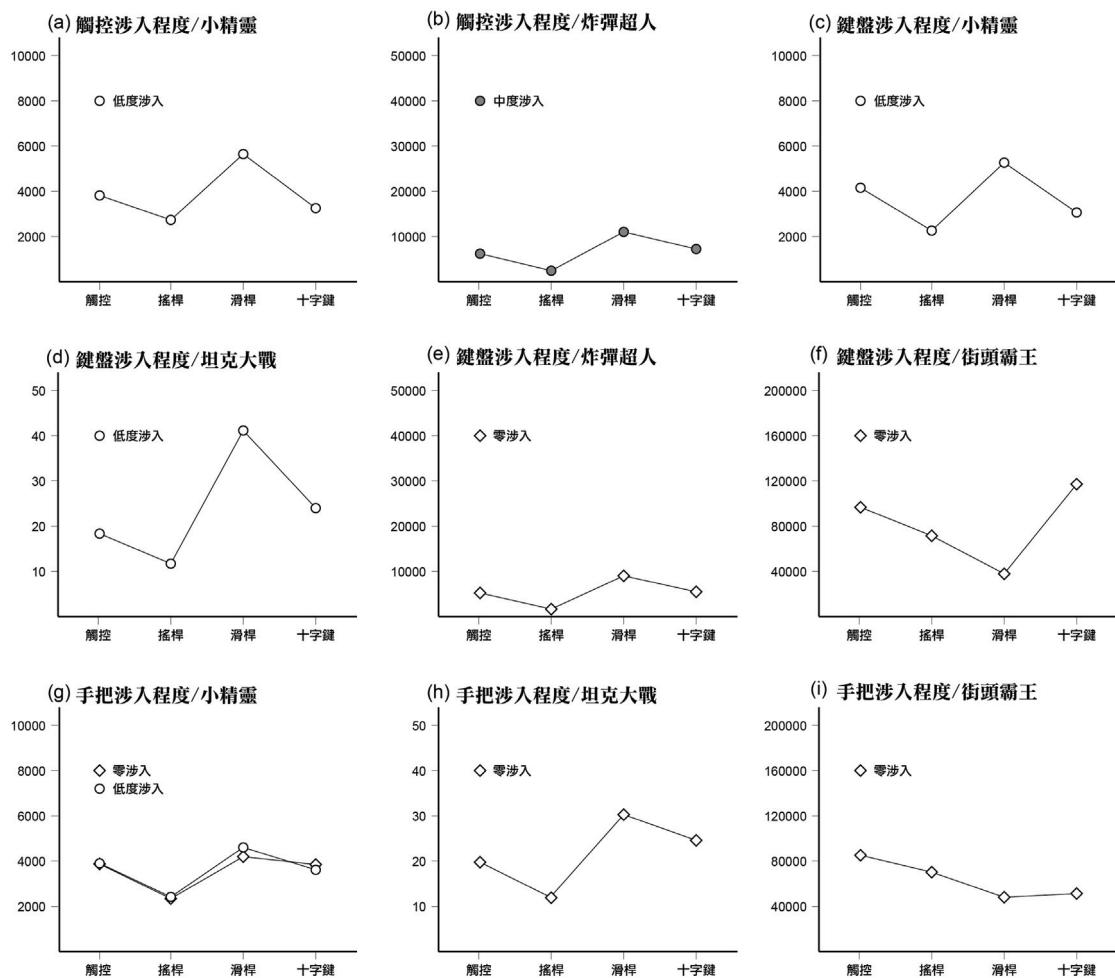 (a) 觸控涉入程度/小精靈
10000
8000
低度涉入
6000
4000
2000
觸控 搖桿 滑桿 十字鍵
(b) 觸控涉入程度/炸彈超人
50000
40000
中度涉入
30000
20000
10000
觸控 搖桿 滑桿 十字鍵
(c) 鍵盤涉入程度/小精靈
10000
8000
低度涉入
6000
4000
2000
觸控 搖桿 滑桿 十字鍵
(d) 鍵盤涉入程度/坦克大戰
50
40
低度涉入
30
20
10
觸控 搖桿 滑桿 十字鍵
(e) 鍵盤涉入程度/炸彈超人
50000
40000
零涉入
30000
20000
10000
觸控 搖桿 滑桿 十字鍵
(f) 鍵盤涉入程度/街頭霸王
200000
160000
零涉入
120000
80000
40000
觸控 搖桿 滑桿 十字鍵
(g) 手把涉入程度/小精靈
10000
8000
零涉入
低度涉入
6000
4000
2000
觸控 搖桿 滑桿 十字鍵
(h) 手把涉入程度/坦克大戰
50
40
零涉入
30
20
10
觸控 搖桿 滑桿 十字鍵
(i) 手把涉入程度/街頭霸王
200000
160000
零涉入
120000
80000
40000
觸控 搖桿 滑桿 十字鍵